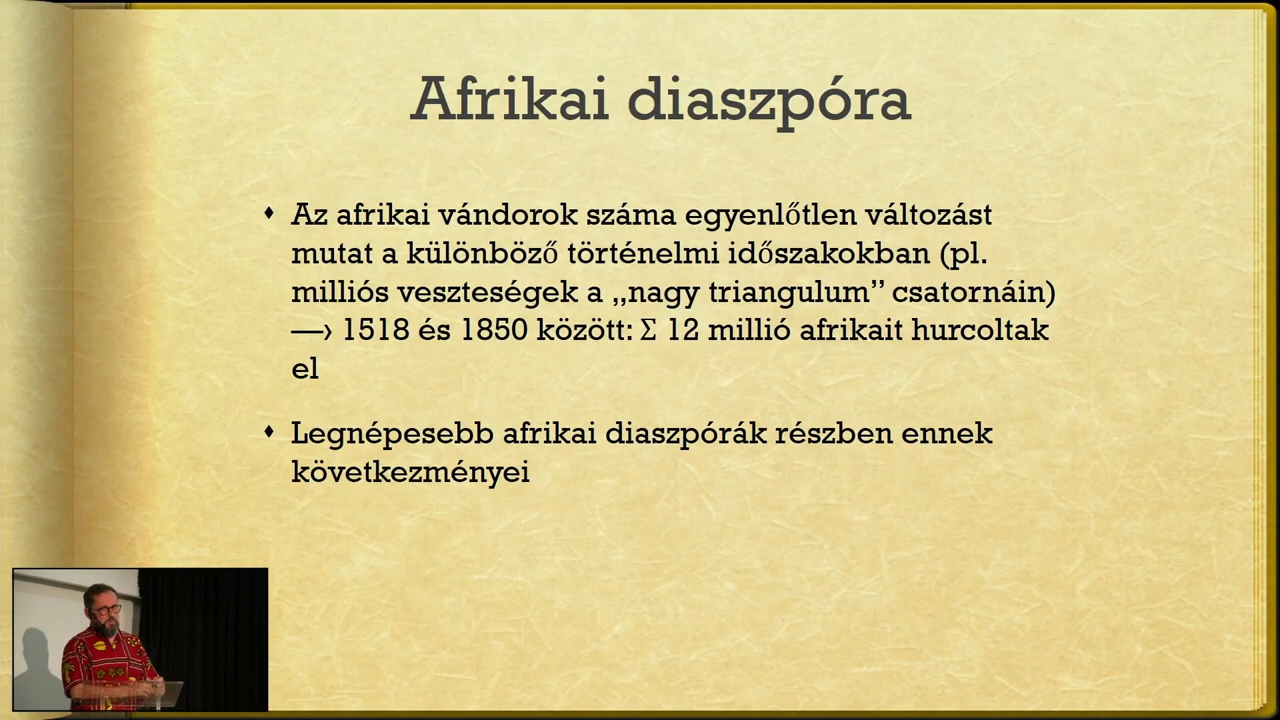 Afrikai diaszpóra
Az afrikai vándorok száma egyenlőtlen változást
mutat a különböző történelmi időszakokban (pl.
milliós veszteségek a „nagy triangulum” csatornáin)
—› 1518 és 1850 között: Σ 12 millió afrikait hurcoltak
el
Legnépesebb afrikai diaszpórák részben ennek
következményei